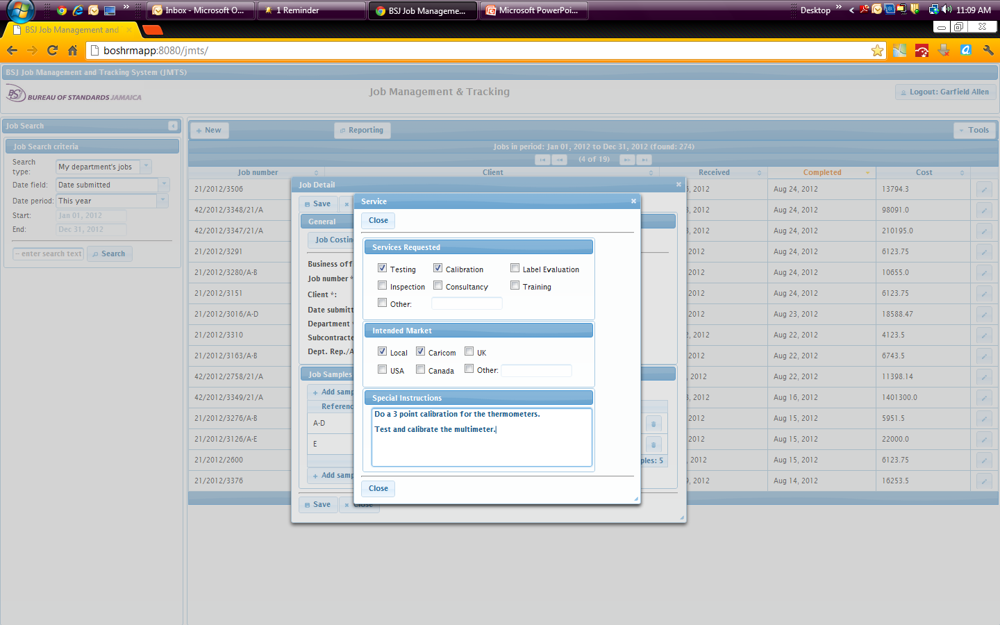 Inbox - Microsoft O...
1 Reminder
BSJ Job Manageme...
Microsoft PowerPoi...
Desktop
11:09 AM
BSJ Job Management and
boshrmapp:8080/jmts/
BSJ Job Management and Tracking System (JMTS)
BSJ BUREAU OF STANDARDS JAMAICA
Job Management & Tracking
Logout: Garfield Allen
Job Search
Job Search criteria
Search type:
My department's jobs
Date field:
Date submitted
Date period:
This year
Start:
Jan 01, 2012
End:
Dec 31, 2012
-- enter search text
Search
New
Reporting
Tools
Jobs in period: Jan 01, 2012 to Dec 31, 2012 (found: 274)
(4 of 19)
Job number Client Received Completed Cost
21/2012/3506 , 2012 Aug 24, 2012 13794.3
42/2012/3348/21/A , 2012 Aug 24, 2012 98091.0
42/2012/3347/21/A , 2012 Aug 24, 2012 210195.0
21/2012/3291 2012 Aug 24, 2012 6123.75
21/2012/3280/A-B 2012 Aug 24, 2012 10655.0
21/2012/3151 2012 Aug 24, 2012 6123.75
21/2012/3016/A-D , 2012 Aug 23, 2012 18588.47
21/2012/3310 , 2012 Aug 22, 2012 4123.5
21/2012/3163/A-B , 2012 Aug 22, 2012 6743.5
42/2012/2758/21/A , 2012 Aug 22, 2012 11398.14
42/2012/3349/21/A , 2012 Aug 16, 2012 1401300.0
21/2012/3276/A-B , 2012 Aug 15, 2012 5951.5
21/2012/3126/A-E , 2012 Aug 15, 2012 22000.0
21/2012/2600 , 2012 Aug 15, 2012 6123.75
21/2012/3376 , 2012 Aug 14, 2012 16253.5
Job Detail
Save
General
Job Costin
Business offi
Job number *
Client *:
Date submitt
Department
Subcontracte
Dept. Rep./A
Job Samples
Add samp
Referenc
A-D
E
ples: 5
Add samp
Save
Close
Service
Close
Services Requested
Testing Calibration Label Evaluation
Inspection Consultancy Training
Other:
Intended Market
Local Caricom UK
USA Canada Other:
Special Instructions
Do a 3 point calibration for the thermometers.
Test and calibrate the multimeter.
Close